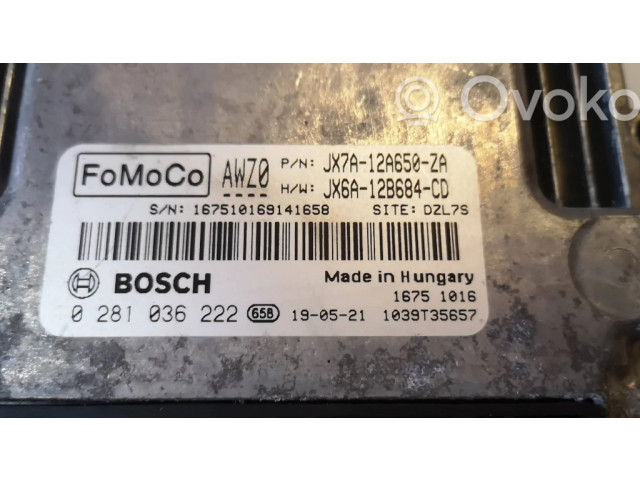 Ovoko
FoMoCo AWZ0 P/N: JX7A-12A650-ZA
H/W: JX6A-12B684-CD
S/N: 167510169141658 SITE: DZL7S
BOSCH Made in Hungary
1675 1016
0 281 036 222 658 19-05-21 1039T35657